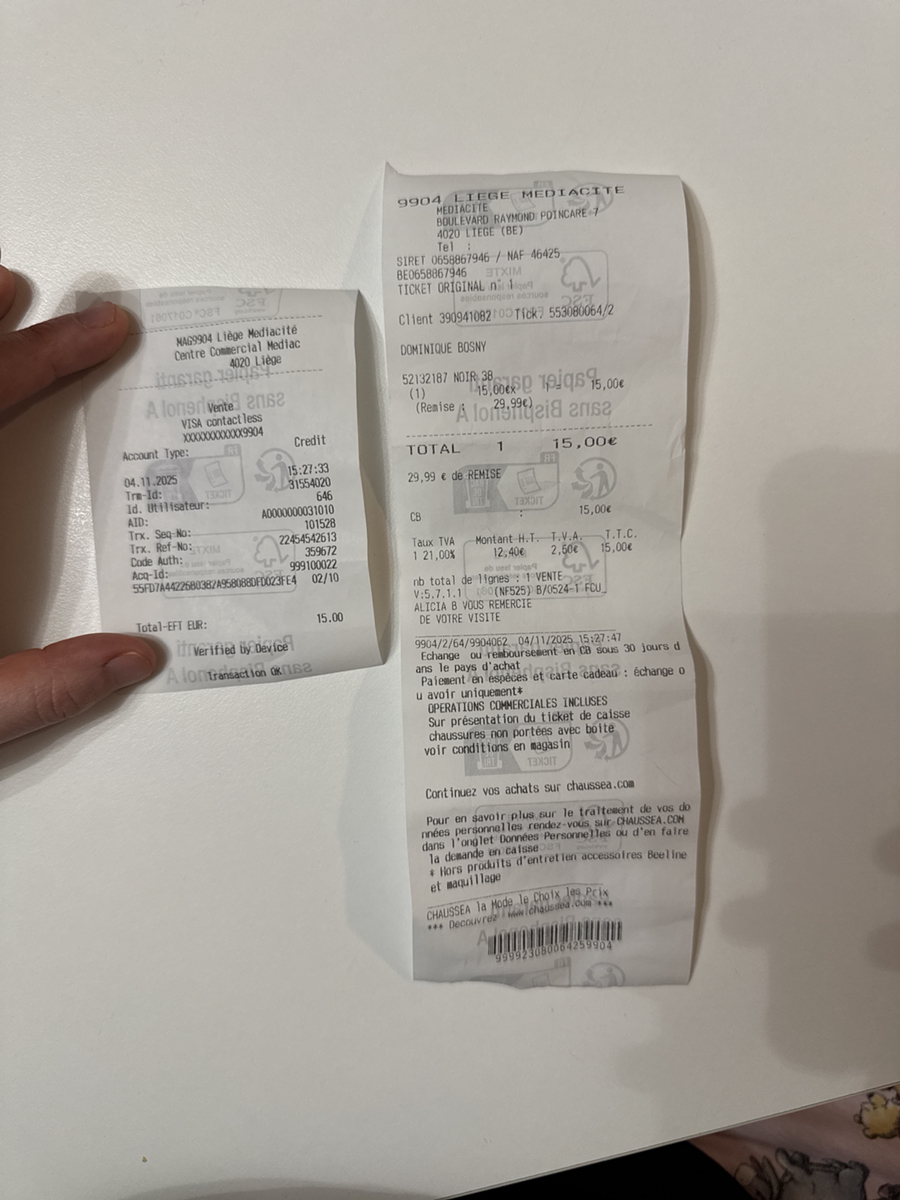 NAG9904 Liège Mediacité
Centre Commercial Mediac
4020 Liège
Vente
VISA contactless
XXXXXXXXXXXX9904
Account Type: Credit
04.11.2025 15:27:33
Trm-Id: 31554020
Id. Utilisateur: 646
AID: A0000000031010
Trx. Seq-No: 101528
Trx. Ref-No: 22454542613
Code Auth: 359672
Acq-Id: 999100022
55FD7A442268D382A958088DFD023FE4 02/10
Total-EFT EUR: 15.00
Verified by Device
Transaction OK
9904 LIEGE MEDIACITE
MEDIACITE
BOULEVARD RAYMOND POINCARE 7
4020 LIEGE (BE)
Tel :
SIRET 0658867946 / NAF 46425
BE0658867946
TICKET ORIGINAL n° 1
Client 390941082 Tick. 553080064/2
DOMINIQUE BOSNY
52132187 NOIR 38
(1) 15,00€x 1= 15,00€
(Remise : 29,99€)
TOTAL 1 15,00€
29,99 € de REMISE
CB : 15,00€
Taux TVA Montant H.T. T.V.A. T.T.C.
1 21,00% 12,40€ 2,60€ 15,00€
nb total de lignes : 1 VENTE
V:5.7.1.1 (NF525) B/0524-1 FCU
ALICIA B VOUS REMERCIE
DE VOTRE VISITE
9904/2/64/9904062 04/11/2025 15:27:47
Echange ou remboursement en CB sous 30 jours d
ans le pays d'achat
Paiement en espèces et carte cadeau : échange o
u avoir uniquement*
OPERATIONS COMMERCIALES INCLUSES
Sur présentation du ticket de caisse
chaussures non portées avec boite
voir conditions en magasin
Continuez vos achats sur chaussea.com
Pour en savoir plus sur le traitement de vos do
nnées personnelles rendez-vous sur CHAUSSEA.COM
dans l'onglet Données Personnelles ou d'en faire
la demande en caisse
* Hors produits d'entretien accessoires Beeline
et maquillage
CHAUSSEA la Mode le Choix les Prix
*** Decouvrez www.chaussea.com ***
999923080064259904